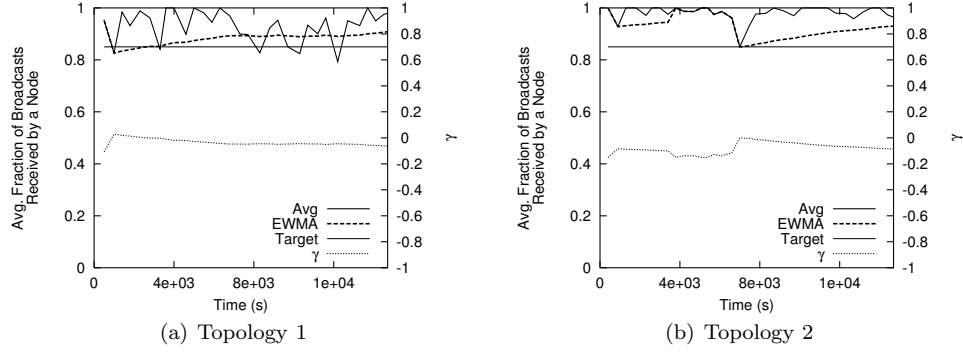 Avg. Fraction of Broadcasts
Received by a Node
1
0.8
0.6
0.4
0.2
0
1
0.8
0.6
0.4
0.2
0
-0.2
-0.4
-0.6
-0.8
-1
γ
Avg
EWMA
Target
γ
0
4e+03
8e+03
1e+04
Time (s)
(a) Topology 1
Avg. Fraction of Broadcasts
Received by a Node
1
0.8
0.6
0.4
0.2
0
1
0.8
0.6
0.4
0.2
0
-0.2
-0.4
-0.6
-0.8
-1
γ
Avg
EWMA
Target
γ
0
4e+03
8e+03
1e+04
Time (s)
(b) Topology 2